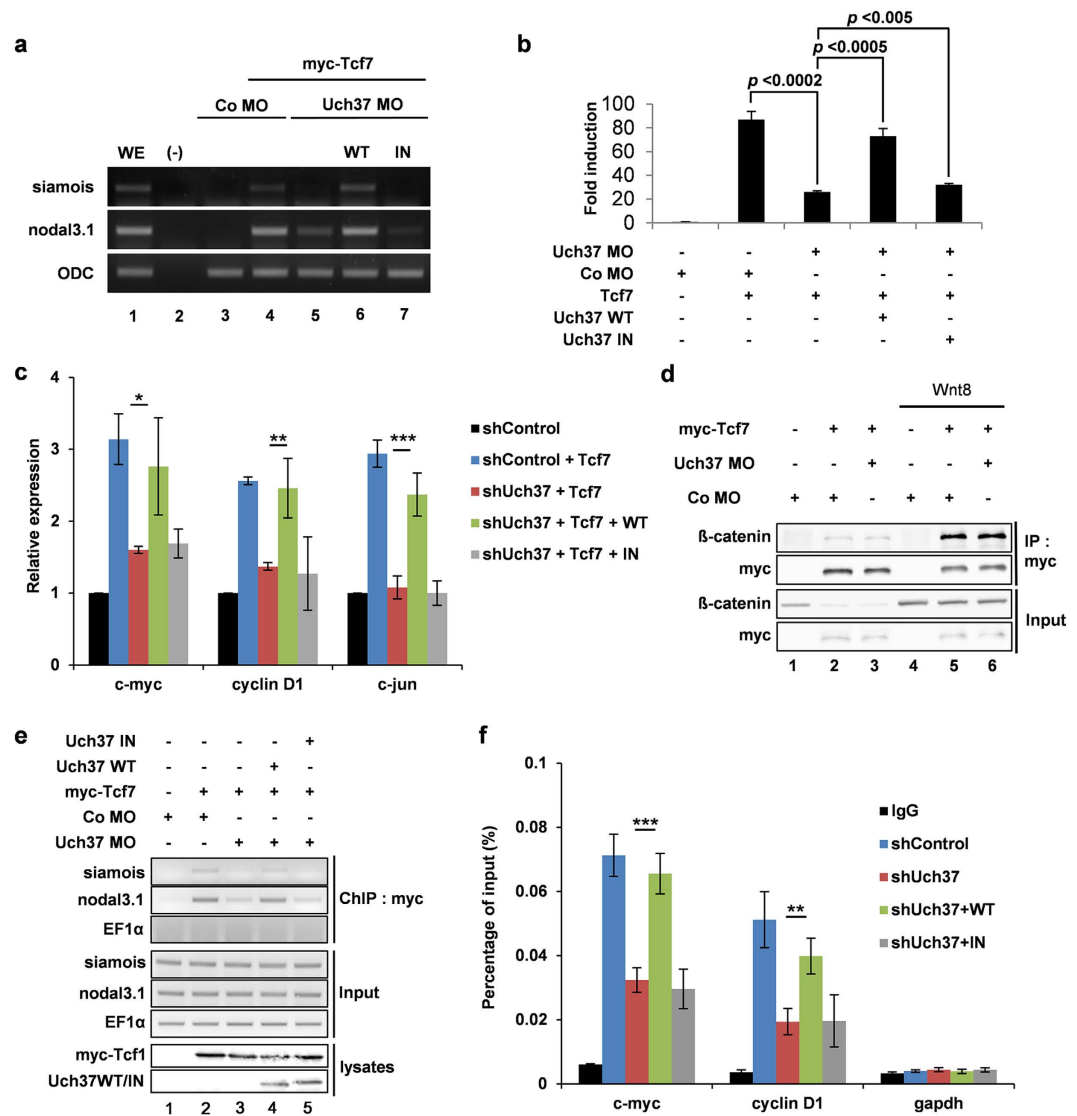 a
myc-Tcf7
Co MO Uch37 MO
WE (-) WT IN
siamois
nodal3.1
ODC
1 2 3 4 5 6 7
b
p <0.005
p <0.0005
p <0.0002
Fold induction
100
80
60
40
20
0
Uch37 MO - - + + +
Co MO + + - - -
Tcf7 - + + + +
Uch37 WT - - - + -
Uch37 IN - - - - +
c
Relative expression
4
3
2
1
0
* ** ***
c-myc cyclin D1 c-jun
shControl
shControl + Tcf7
shUch37 + Tcf7
shUch37 + Tcf7 + WT
shUch37 + Tcf7 + IN
d
Wnt8
myc-Tcf7 - + + - + +
Uch37 MO - - + - - +
Co MO + + - + + -
ß-catenin
myc
IP : myc
ß-catenin
myc
Input
1 2 3 4 5 6
e
Uch37 IN - - - - +
Uch37 WT - - - + -
myc-Tcf7 - + + + +
Co MO + + - - -
Uch37 MO - - + + +
siamois
nodal3.1
EF1α
ChIP : myc
siamois
nodal3.1
EF1α
Input
myc-Tcf1
Uch37WT/IN
lysates
1 2 3 4 5
f
Percentage of input (%)
0.1
0.08
0.06
0.04
0.02
0
*** **
c-myc cyclin D1 gapdh
IgG
shControl
shUch37
shUch37+WT
shUch37+IN